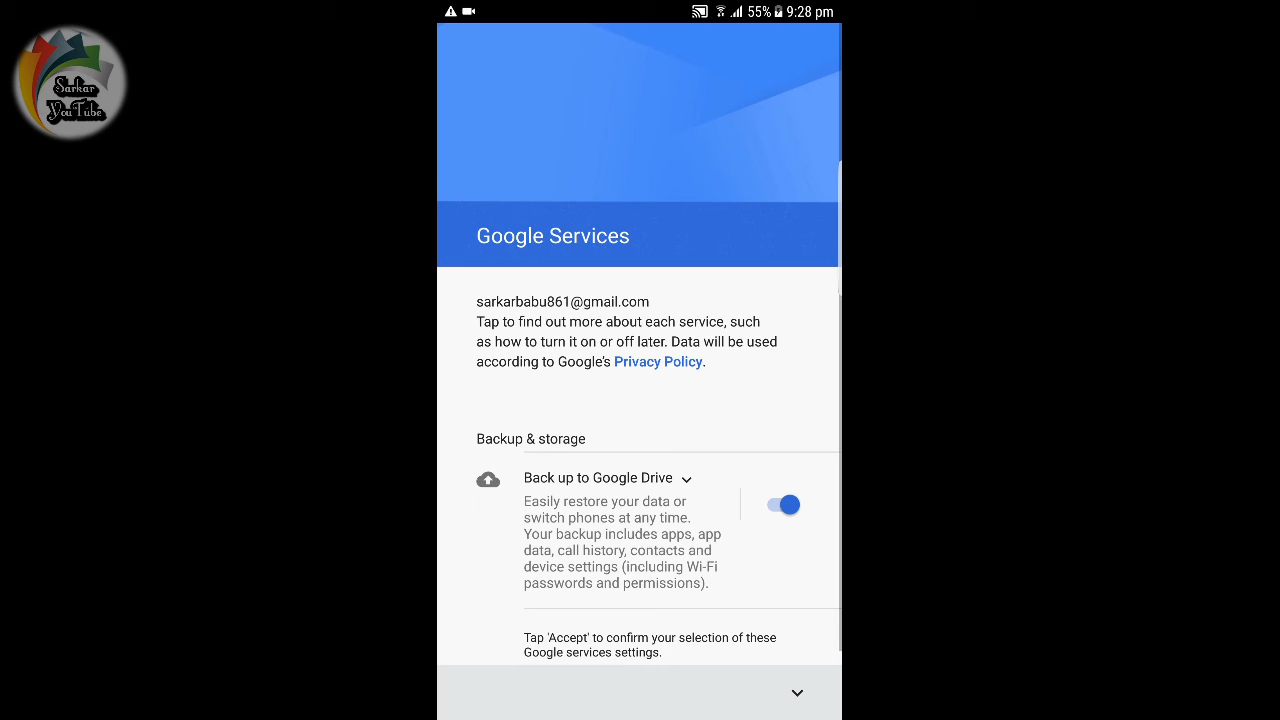 55% 9:28 pm
Sarkar
YouTube
Google Services
sarkarbabu861@gmail.com
Tap to find out more about each service, such
as how to turn it on or off later. Data will be used
according to Google's Privacy Policy.
Backup & storage
Back up to Google Drive
Easily restore your data or
switch phones at any time.
Your backup includes apps, app
data, call history, contacts and
device settings (including Wi-Fi
passwords and permissions).
Tap 'Accept' to confirm your selection of these
Google services settings.